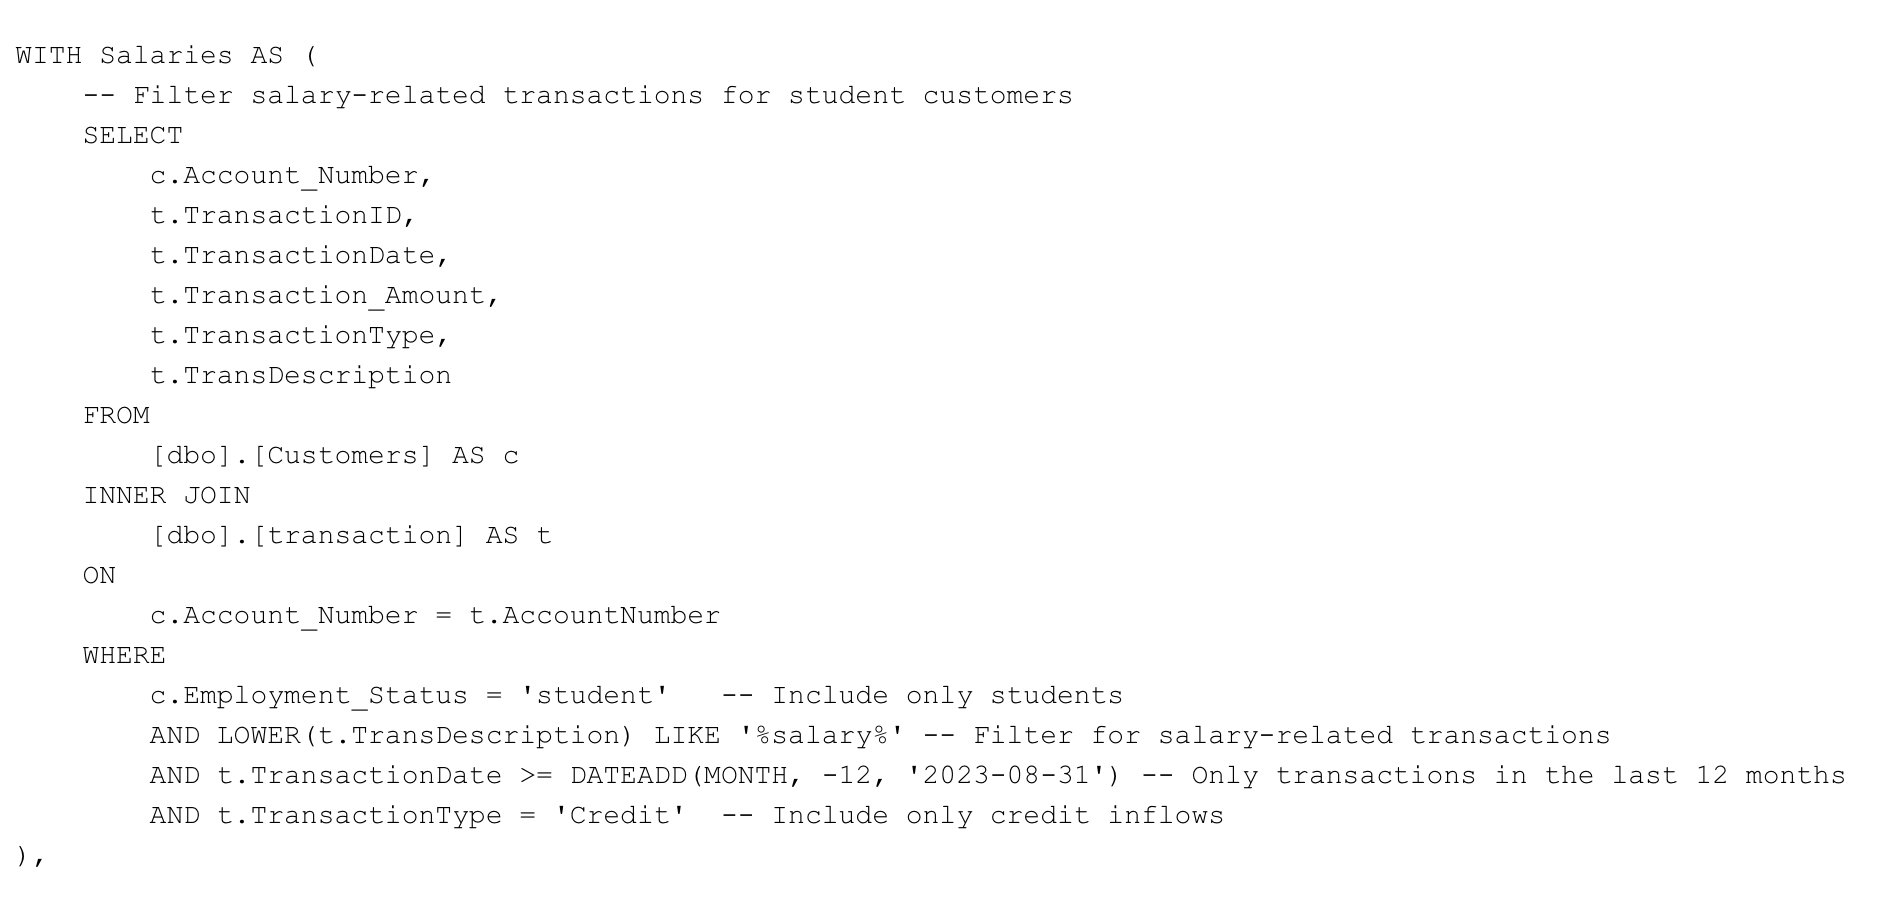 WITH Salaries AS (
    -- Filter salary-related transactions for student customers
    SELECT
        c.Account_Number,
        t.TransactionID,
        t.TransactionDate,
        t.Transaction_Amount,
        t.TransactionType,
        t.TransDescription
    FROM
        [dbo].[Customers] AS c
    INNER JOIN
        [dbo].[transaction] AS t
    ON
        c.Account_Number = t.AccountNumber
    WHERE
        c.Employment_Status = 'student'   -- Include only students
        AND LOWER(t.TransDescription) LIKE '%salary%' -- Filter for salary-related transactions
        AND t.TransactionDate >= DATEADD(MONTH, -12, '2023-08-31') -- Only transactions in the last 12 months
        AND t.TransactionType = 'Credit'  -- Include only credit inflows
),